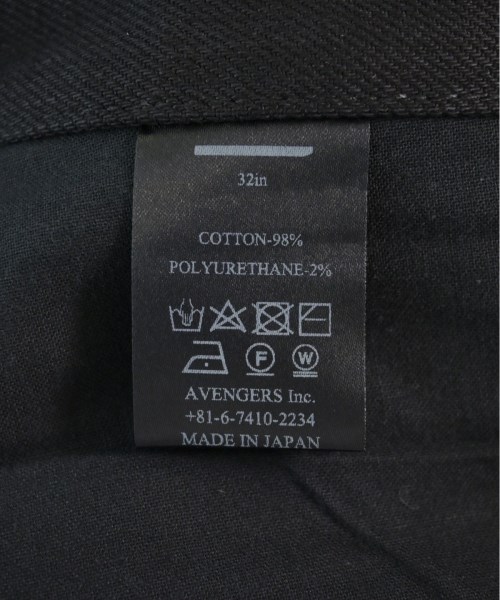 32in
COTTON-98%
POLYURETHANE-2%
F W
AVENGERS Inc.
+81-6-7410-2234
MADE IN JAPAN